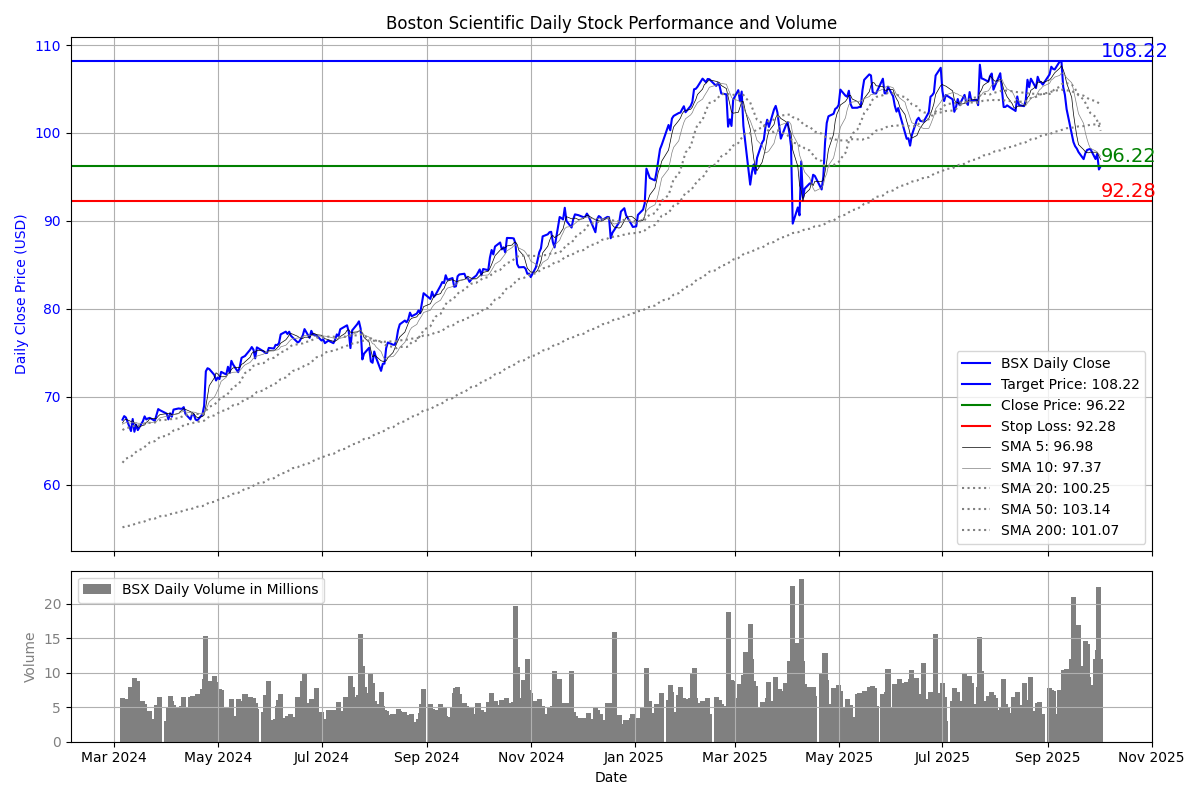 Boston Scientific Daily Stock Performance and Volume
Daily Close Price (USD)
110
100
90
80
70
60
108.22
96.22
92.28
BSX Daily Close
Target Price: 108.22
Close Price: 96.22
Stop Loss: 92.28
SMA 5: 96.98
SMA 10: 97.37
SMA 20: 100.25
SMA 50: 103.14
SMA 200: 101.07
Volume
20
15
10
5
0
BSX Daily Volume in Millions
Mar 2024 May 2024 Jul 2024 Sep 2024 Nov 2024 Jan 2025 Mar 2025 May 2025 Jul 2025 Sep 2025 Nov 2025
Date